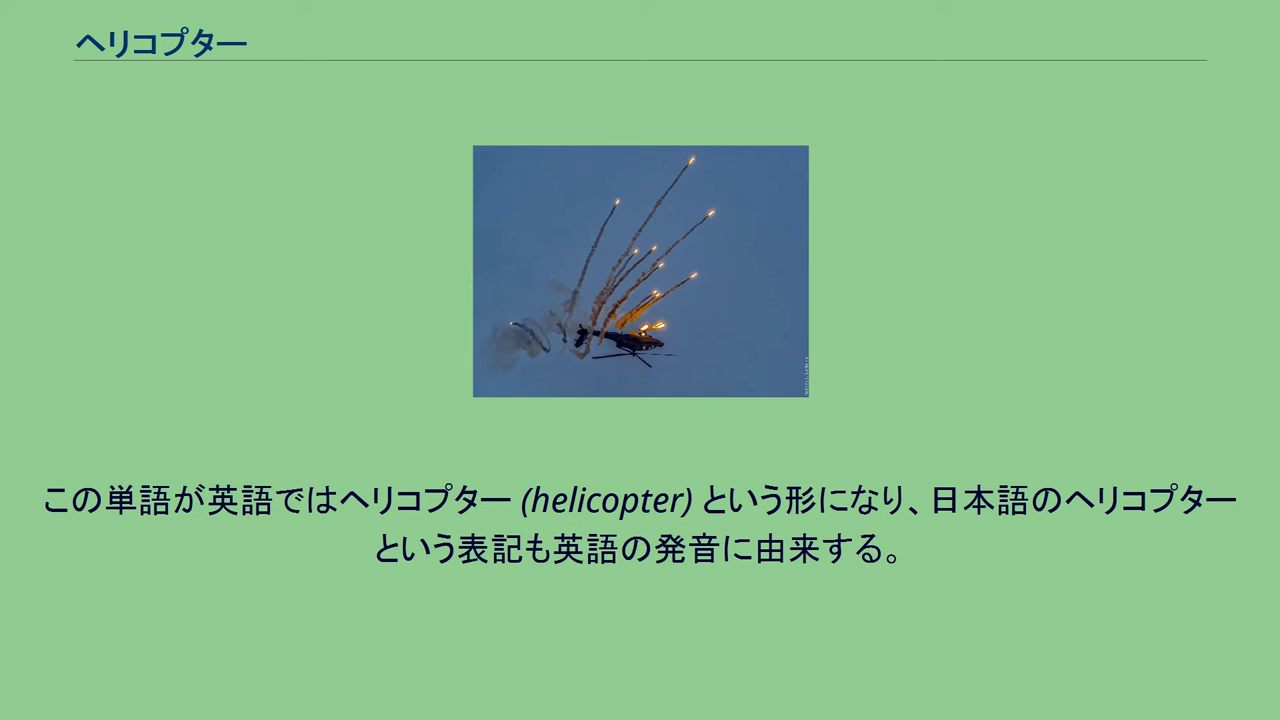 ヘリコプター
この単語が英語ではヘリコプター (helicopter) という形になり、日本語のヘリコプター
という表記も英語の発音に由来する。